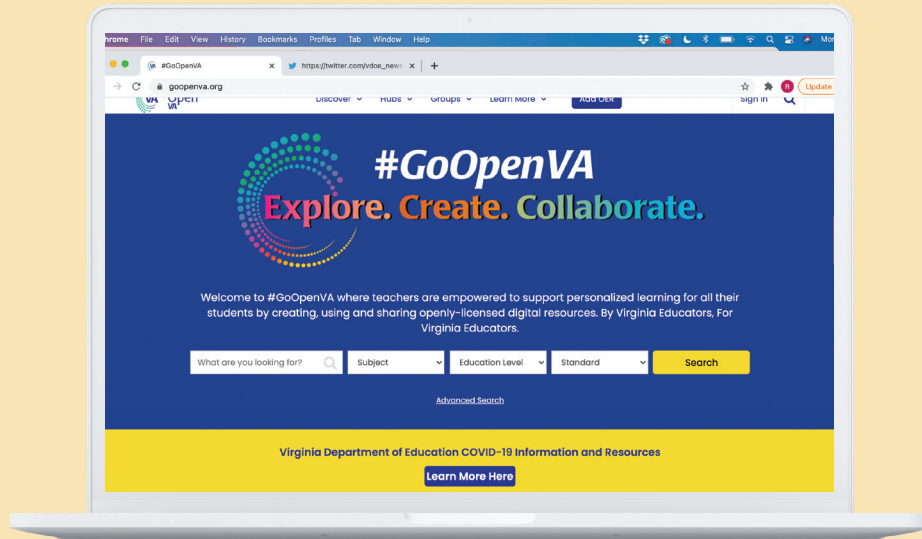 hrome File Edit View History Bookmarks Profiles Tab Window Help Mon
#GoOpenVA x https://twitter.com/vdoe_news x +
goopenva.org R Update
VA Open Discover Hubs Groups Learn More Add OER Sign In
VA
#GoOpenVA
Explore. Create. Collaborate.
Welcome to #GoOpenVA where teachers are empowered to support personalized learning for all their
students by creating, using and sharing openly-licensed digital resources. By Virginia Educators, For
Virginia Educators.
What are you looking for? Subject Education Level Standard Search
Advanced Search
Virginia Department of Education COVID-19 Information and Resources
Learn More Here